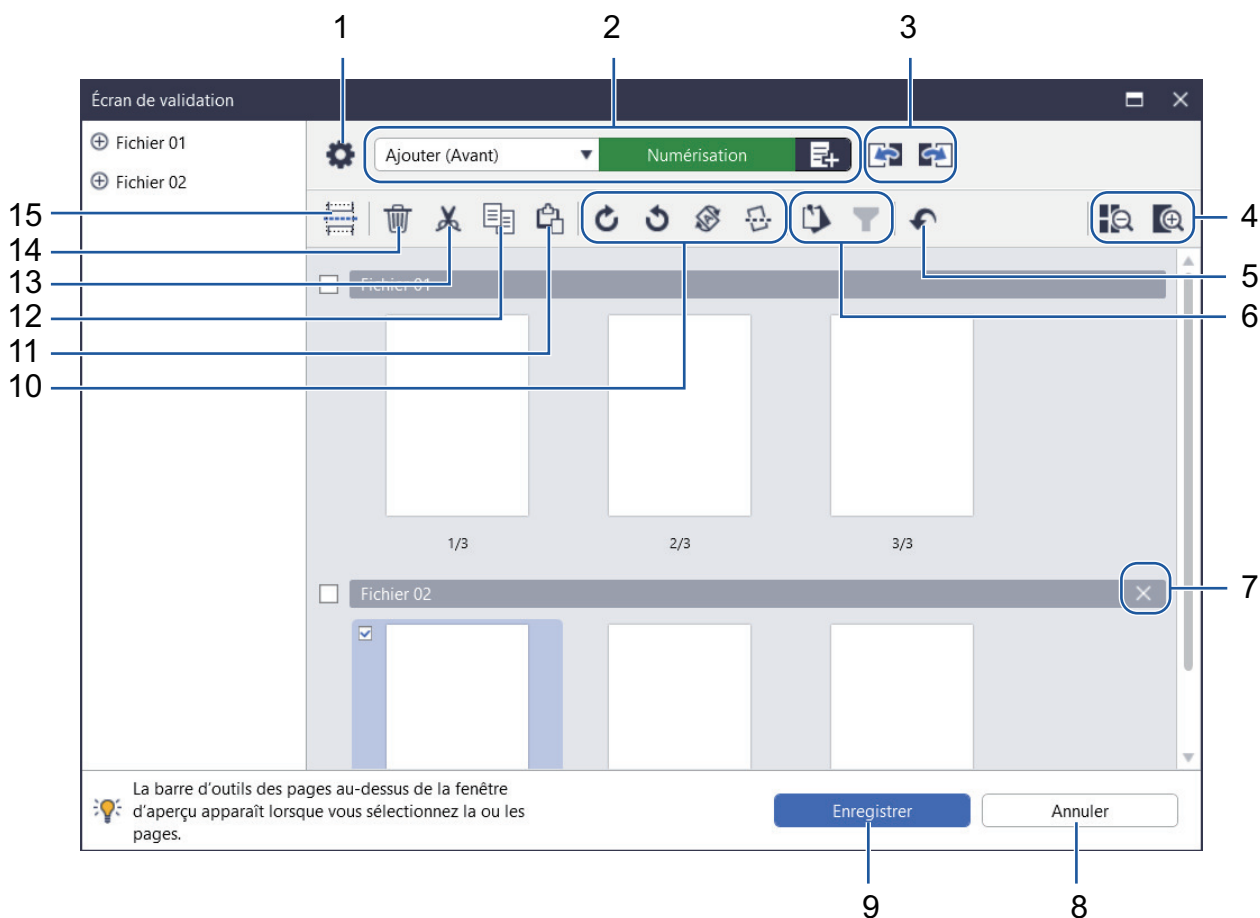 1 2 3
Écran de validation
Fichier 01
Fichier 02
Ajouter (Avant) Numérisation
15
14
13
12
11
10
4
5
6
Fichier 01
1/3 2/3 3/3
Fichier 02
7
La barre d'outils des pages au-dessus de la fenêtre
d'aperçu apparaît lorsque vous sélectionnez la ou les
pages.
Enregistrer Annuler
9 8